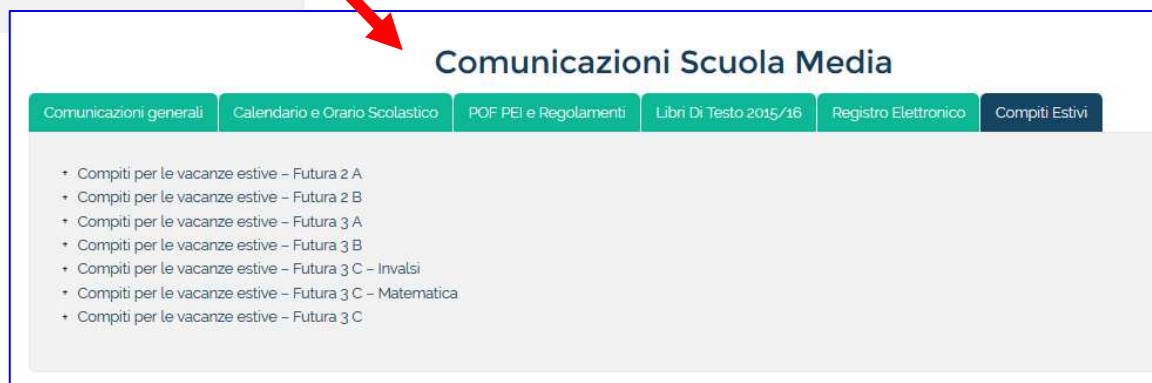 Comunicazioni Scuola Media
Comunicazioni generali Calendario e Orario Scolastico POF PEI e Regolamenti Libri Di Testo 2015/16 Registro Elettronico Compiti Estivi
Compiti per le vacanze estive – Futura 2 A
Compiti per le vacanze estive – Futura 2 B
Compiti per le vacanze estive – Futura 3 A
Compiti per le vacanze estive – Futura 3 B
Compiti per le vacanze estive – Futura 3 C – Invalsi
Compiti per le vacanze estive – Futura 3 C – Matematica
Compiti per le vacanze estive – Futura 3 C